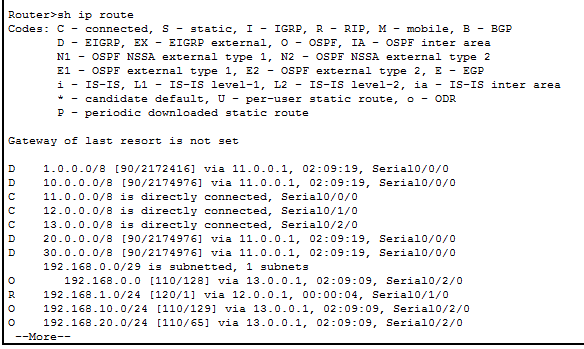 Router>sh ip route
Codes: C - connected, S - static, I - IGRP, R - RIP, M - mobile, B - BGP
       D - EIGRP, EX - EIGRP external, O - OSPF, IA - OSPF inter area
       N1 - OSPF NSSA external type 1, N2 - OSPF NSSA external type 2
       E1 - OSPF external type 1, E2 - OSPF external type 2, E - EGP
       i - IS-IS, L1 - IS-IS level-1, L2 - IS-IS level-2, ia - IS-IS inter area
       * - candidate default, U - per-user static route, o - ODR
       P - periodic downloaded static route

Gateway of last resort is not set

D    1.0.0.0/8 [90/2172416] via 11.0.0.1, 02:09:19, Serial0/0/0
D    10.0.0.0/8 [90/2174976] via 11.0.0.1, 02:09:19, Serial0/0/0
C    11.0.0.0/8 is directly connected, Serial0/0/0
C    12.0.0.0/8 is directly connected, Serial0/1/0
C    13.0.0.0/8 is directly connected, Serial0/2/0
D    20.0.0.0/8 [90/2174976] via 11.0.0.1, 02:09:19, Serial0/0/0
D    30.0.0.0/8 [90/2174976] via 11.0.0.1, 02:09:19, Serial0/0/0
     192.168.0.0/29 is subnetted, 1 subnets
O       192.168.0.0 [110/128] via 13.0.0.1, 02:09:09, Serial0/2/0
R    192.168.1.0/24 [120/1] via 12.0.0.1, 00:00:04, Serial0/1/0
O    192.168.10.0/24 [110/129] via 13.0.0.1, 02:09:09, Serial0/2/0
O    192.168.20.0/24 [110/65] via 13.0.0.1, 02:09:09, Serial0/2/0
 --More--